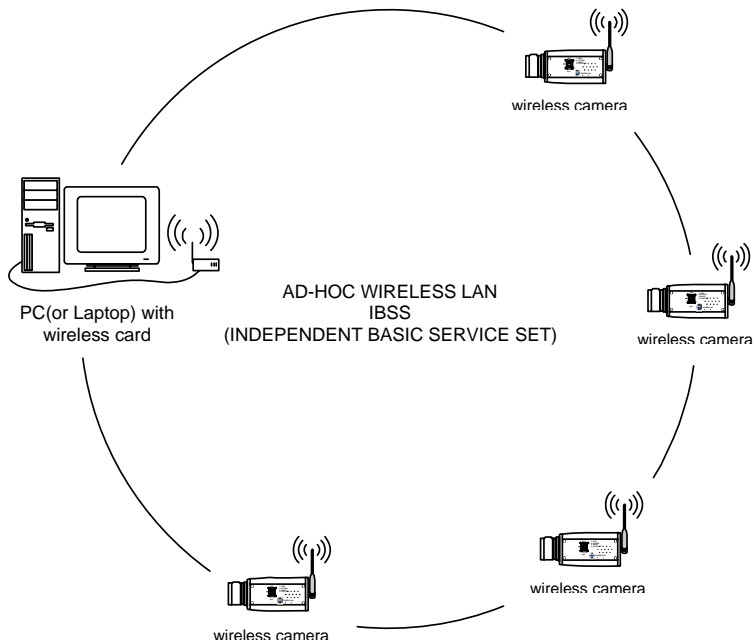 wireless camera
PC(or Laptop) with
wireless card
AD-HOC WIRELESS LAN
IBSS
(INDEPENDENT BASIC SERVICE SET)
wireless camera
wireless camera
wireless camera